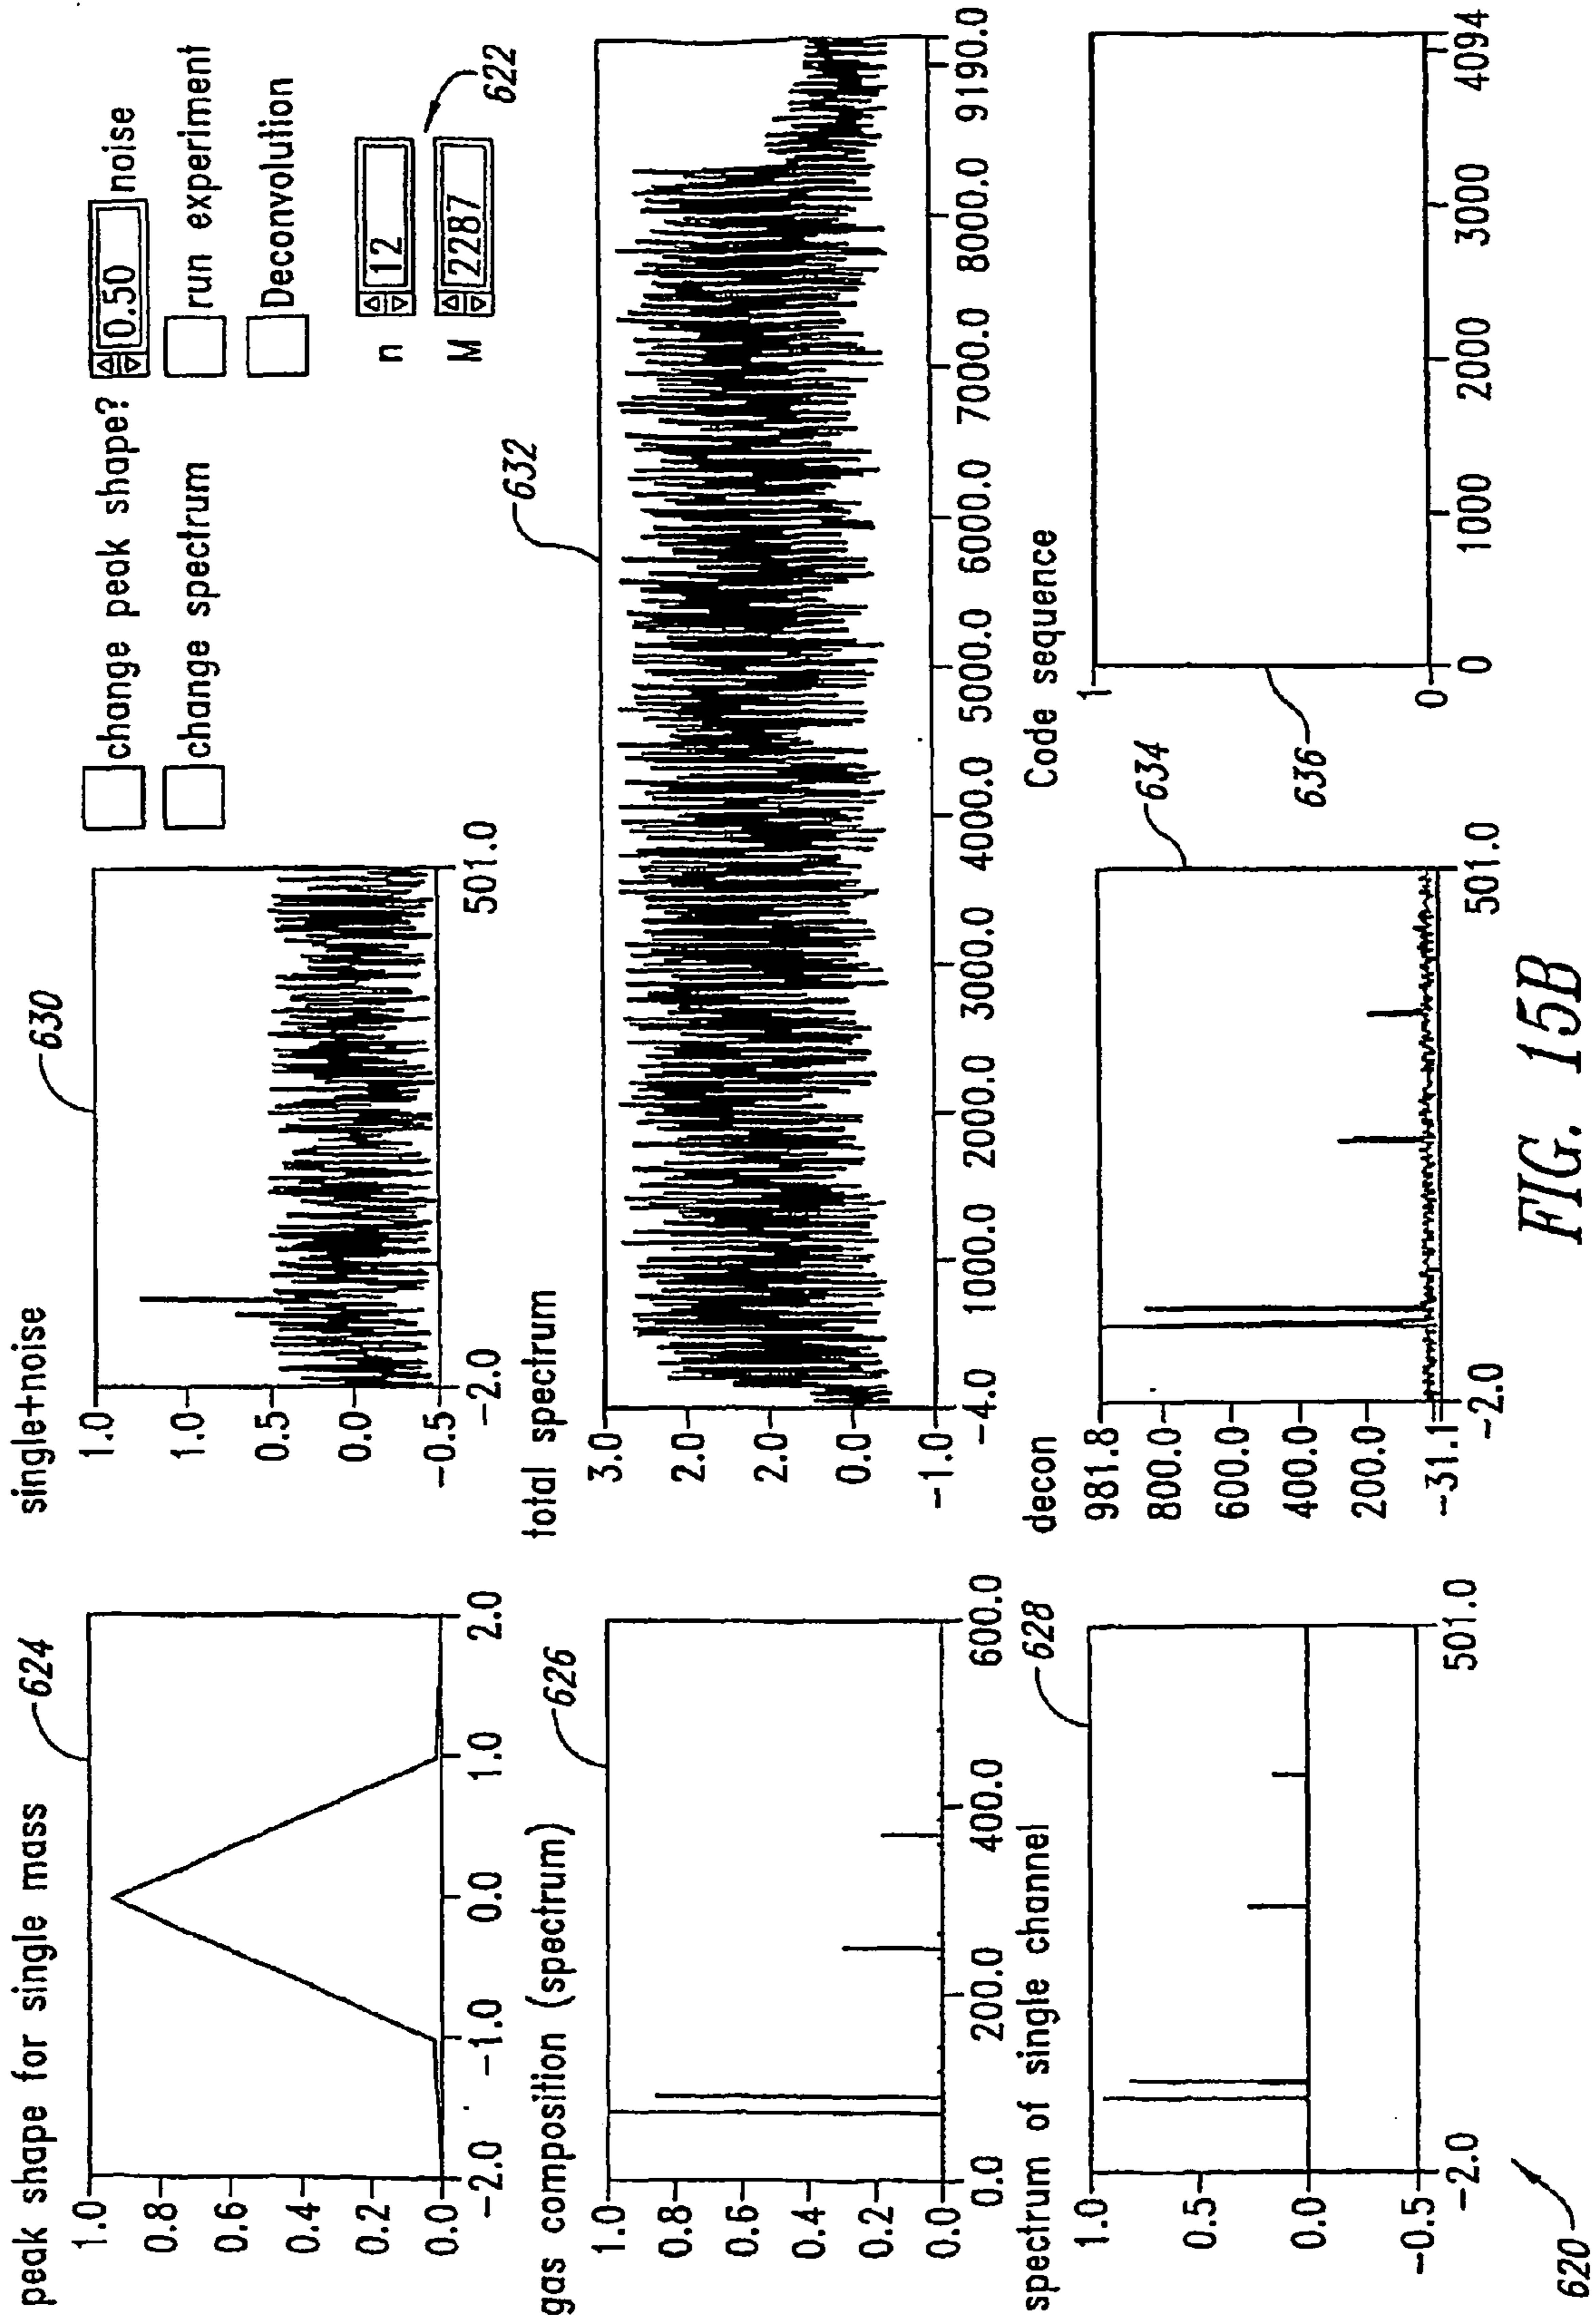 peak shape for single mass
624
1.0
0.8
0.6
0.4
0.2
0.0
-2.0 -1.0 0.0 1.0 2.0
single+noise
630
1.0
1.0
0.5
0.0
-0.5
-2.0 501.0
change peak shape?
change spectrum
0.50 noise
run experiment
Deconvolution
n 12
M 2287
622
gas composition (spectrum)
626
1.0
0.8
0.6
0.4
0.2
0.0
0.0 200.0 400.0 600.0
total spectrum
632
3.0
2.0
2.0
0.0
-1.0
-4.0 1000.0 2000.0 3000.0 4000.0 5000.0 6000.0 7000.0 8000.0 9190.0
spectrum of single channel
628
1.0
0.5
0.0
-0.5
-2.0 501.0
decon
634
981.8
800.0
600.0
400.0
200.0
-31.1
-2.0 501.0
Code sequence
636
1
0
0 1000 2000 3000 4094
620
FIG. 15B